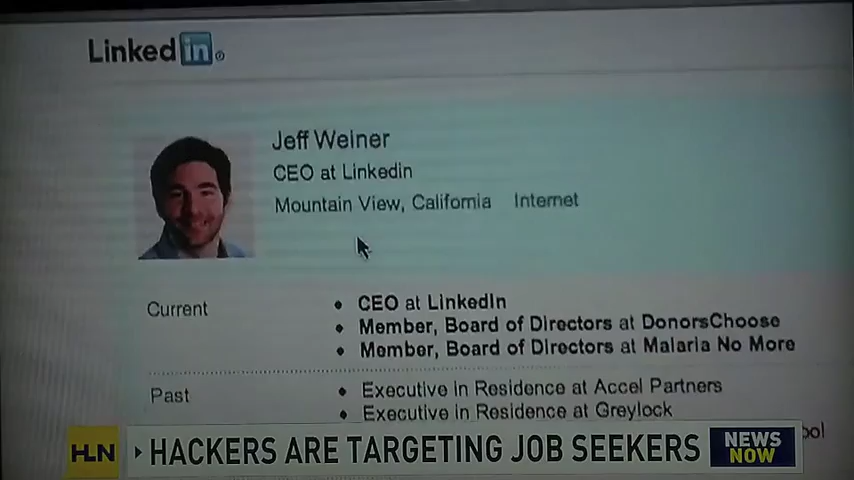 Linkedin®
Jeff Weiner
CEO at Linkedin
Mountain View, California Internet
Current
• CEO at LinkedIn
• Member, Board of Directors at DonorsChoose
• Member, Board of Directors at Malaria No More
Past
• Executive in Residence at Accel Partners
• Executive in Residence at Greylock
HLN
HACKERS ARE TARGETING JOB SEEKERS
NEWS
NOW